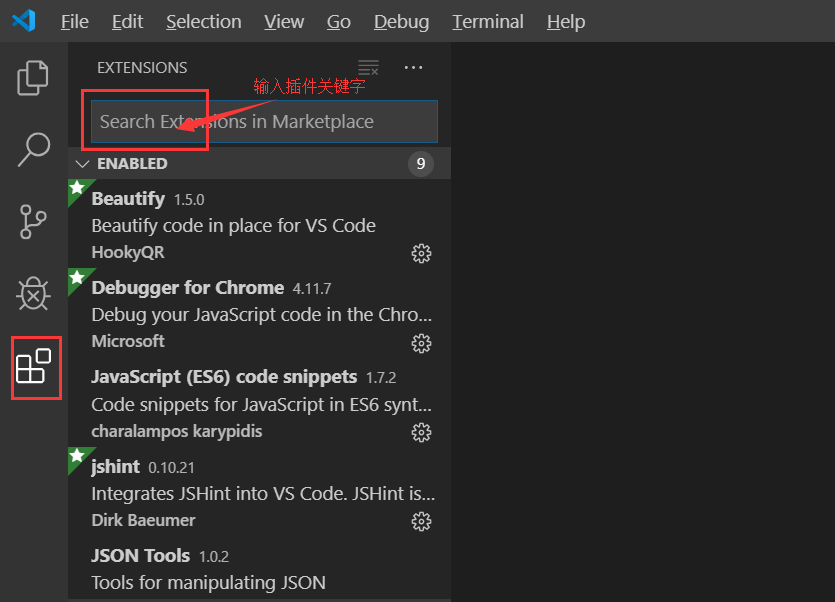 File Edit Selection View Go Debug Terminal Help
EXTENSIONS
输入插件关键字
Search Extensions in Marketplace
ENABLED 9
Beautify 1.5.0
Beautify code in place for VS Code
HookyQR
Debugger for Chrome 4.11.7
Debug your JavaScript code in the Chro...
Microsoft
JavaScript (ES6) code snippets 1.7.2
Code snippets for JavaScript in ES6 synt...
charalampos karypidis
jshint 0.10.21
Integrates JSHint into VS Code. JSHint is...
Dirk Baeumer
JSON Tools 1.0.2
Tools for manipulating JSON